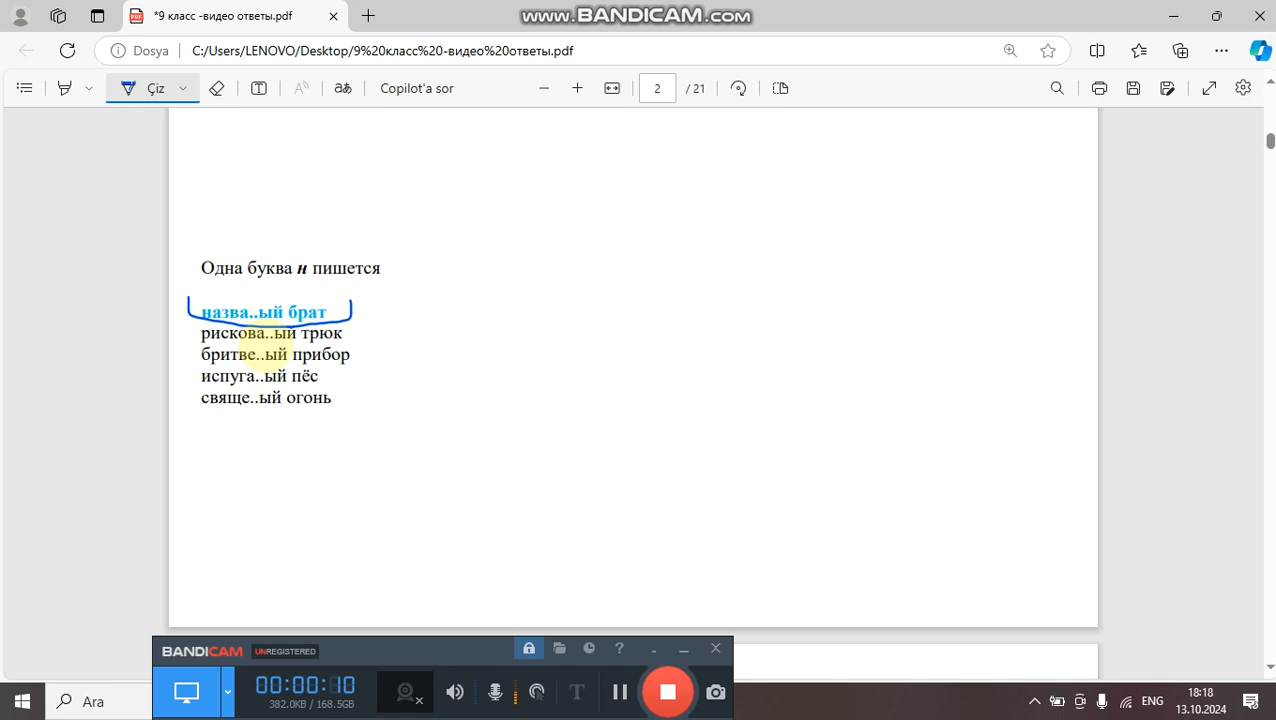 *9 класс -видео ответы.pdf
www.BANDICAM.com
Dosya
C:/Users/LENOVO/Desktop/9%20класс%20-видео%20ответы.pdf
Çiz
aあ
Copilot'a sor
2 / 21
Одна буква н пишется
назва..ый брат
рискова..ый трюк
бритве..ый прибор
испуга..ый пёс
свяще..ый огонь
BANDICAM
UNREGISTERED
00:00:10
382.0KB / 168.5GB
Ara
ENG
18:18
13.10.2024